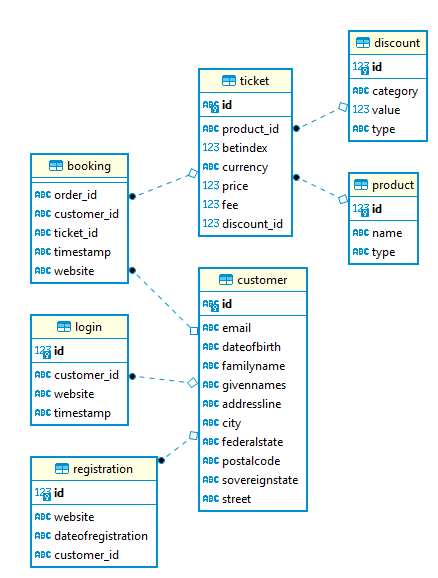 discount
123 id
ABC category
123 value
ABC type
ticket
ABC id
ABC product_id
123 betindex
ABC currency
123 price
123 fee
123 discount_id
booking
ABC order_id
ABC customer_id
ABC ticket_id
ABC timestamp
ABC website
product
123 id
ABC name
ABC type
customer
ABC id
ABC email
ABC dateofbirth
ABC familyname
ABC givennames
ABC addressline
ABC city
ABC federalstate
ABC postalcode
ABC sovereignstate
ABC street
login
123 id
ABC customer_id
ABC website
ABC timestamp
registration
123 id
ABC website
ABC dateofregistration
ABC customer_id